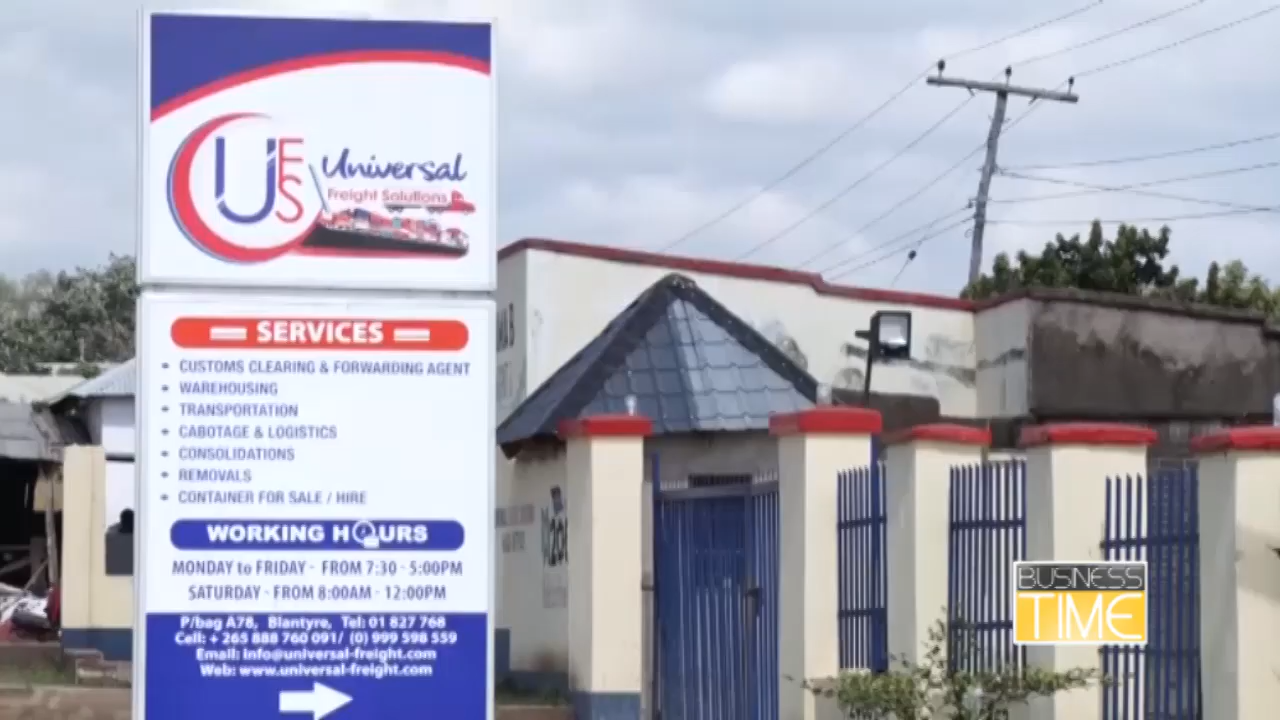 UFS
Universal
Freight Solutions
SERVICES
• CUSTOMS CLEARING & FORWARDING AGENT
• WAREHOUSING
• TRANSPORTATION
• CABOTAGE & LOGISTICS
• CONSOLIDATIONS
• REMOVALS
• CONTAINER FOR SALE / HIRE
WORKING HOURS
MONDAY to FRIDAY - FROM 7:30 - 5:00PM
SATURDAY - FROM 8:00AM - 12:00PM
P/bag A78, Blantyre, Tel: 01 827 768
Cell: + 265 888 760 091/ (0) 999 598 559
Email: info@universal-freight.com
Web: www.universal-freight.com
BUSINESS
TIME